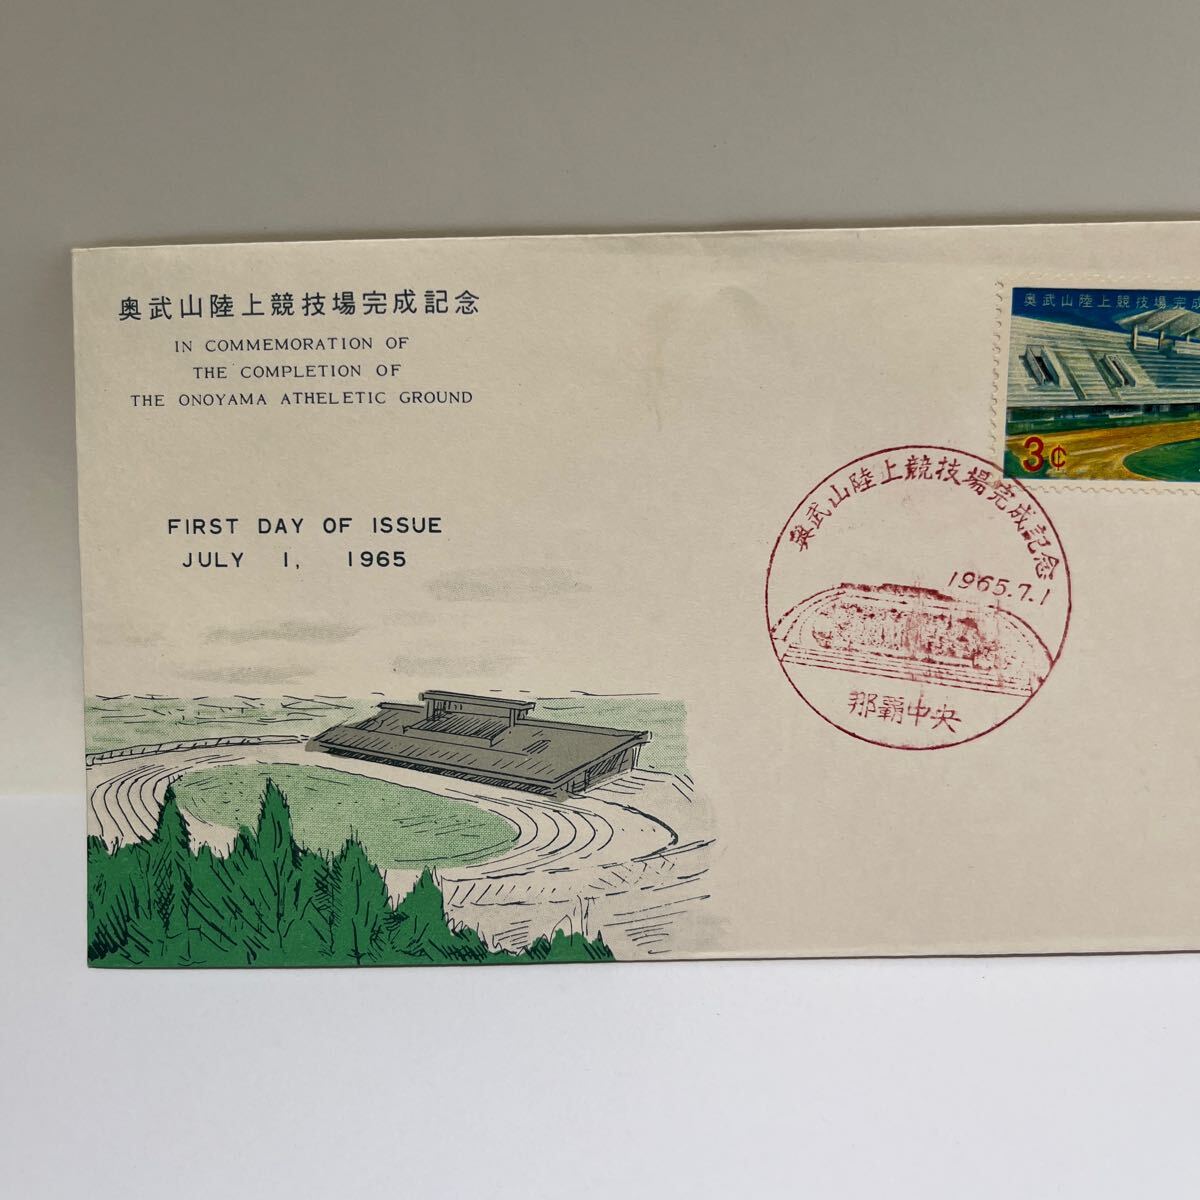 奥武山陸上競技場完成記念
IN COMMEMORATION OF
THE COMPLETION OF
THE ONOYAMA ATHELETIC GROUND
FIRST DAY OF ISSUE
JULY 1, 1965
奥武山陸上競技場完成
3¢
奥武山陸上競技場完成記念
1965.7.1
那覇中央